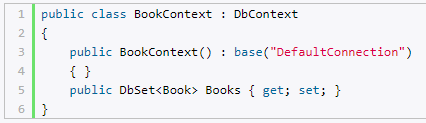 1 public class BookContext : DbContext
2 {
3     public BookContext() : base("DefaultConnection")
4     { }
5     public DbSet<Book> Books { get; set; }
6 }